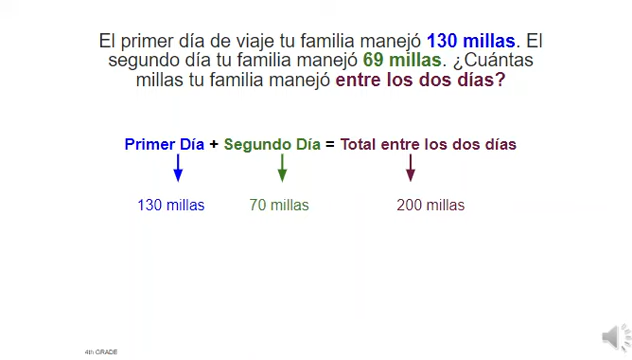 El primer día de viaje tu familia manejó 130 millas. El
segundo día tu familia manejó 69 millas. ¿Cuántas
millas tu familia manejó entre los dos días?
Primer Día + Segundo Día = Total entre los dos días
130 millas 70 millas 200 millas
4th GRADE